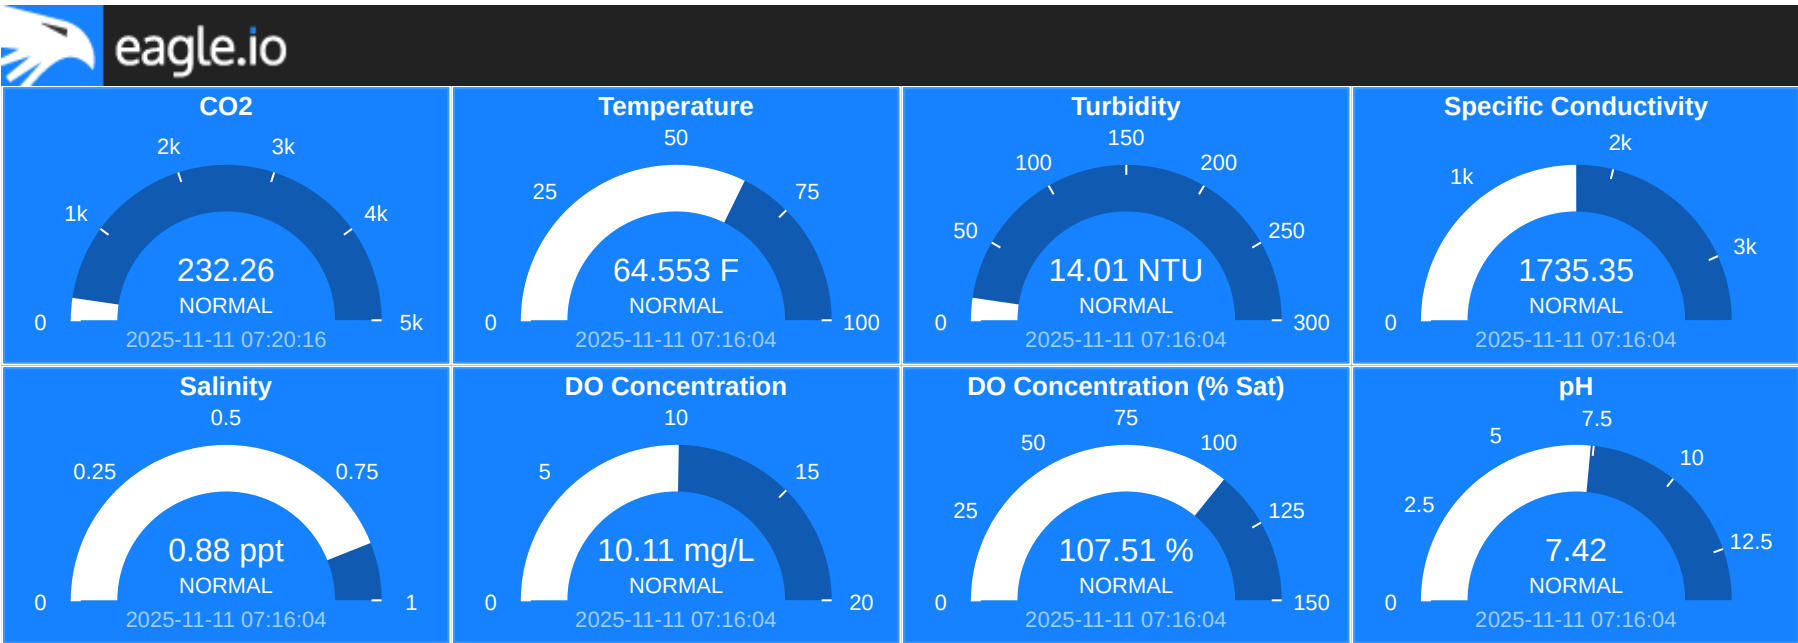 eagle.io
CO2
2k
3k
1k
4k
232.26
NORMAL
0
5k
2025-11-11 07:20:16
Temperature
50
25
75
64.553 F
NORMAL
0
100
2025-11-11 07:16:04
Turbidity
150
100
200
50
250
14.01 NTU
NORMAL
0
300
2025-11-11 07:16:04
Specific Conductivity
2k
1k
3k
1735.35
NORMAL
0
2025-11-11 07:16:04
Salinity
0.5
0.25
0.75
0.88 ppt
NORMAL
0
1
2025-11-11 07:16:04
DO Concentration
10
5
15
10.11 mg/L
NORMAL
0
20
2025-11-11 07:16:04
DO Concentration (% Sat)
75
50
100
25
125
107.51 %
NORMAL
0
150
2025-11-11 07:16:04
pH
7.5
5
10
2.5
12.5
7.42
NORMAL
0
2025-11-11 07:16:04